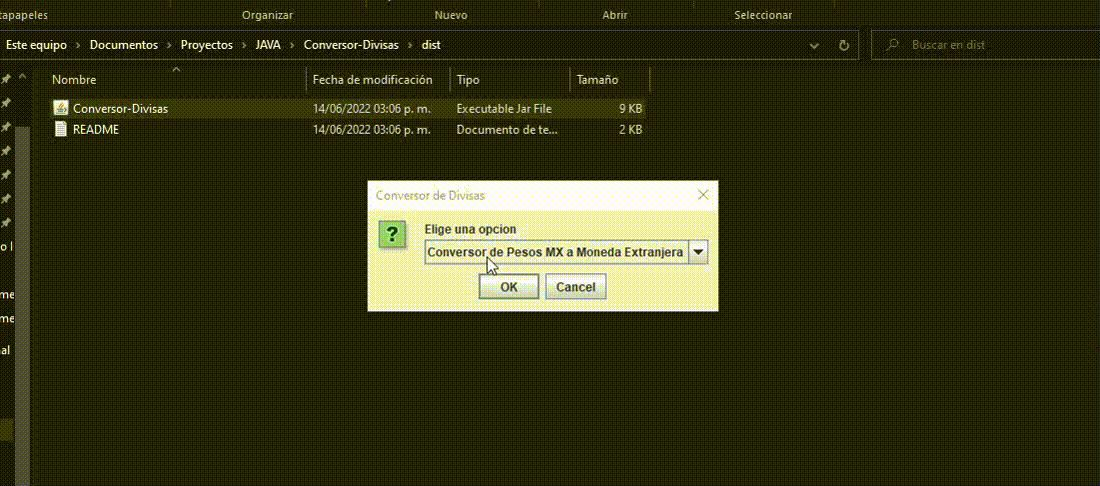 tapapeles
Organizar
Nuevo
Abrir
Seleccionar
Este equipo > Documentos > Proyectos > JAVA > Conversor-Divisas > dist
Buscar en dist
Nombre Fecha de modificación Tipo Tamaño
Conversor-Divisas 14/06/2022 03:06 p. m. Executable Jar File 9 KB
README 14/06/2022 03:06 p. m. Documento de te... 2 KB
Conversor de Divisas
Elige una opcion
?
Conversor de Pesos MX a Moneda Extranjera
OK Cancel
o l
me
me
al